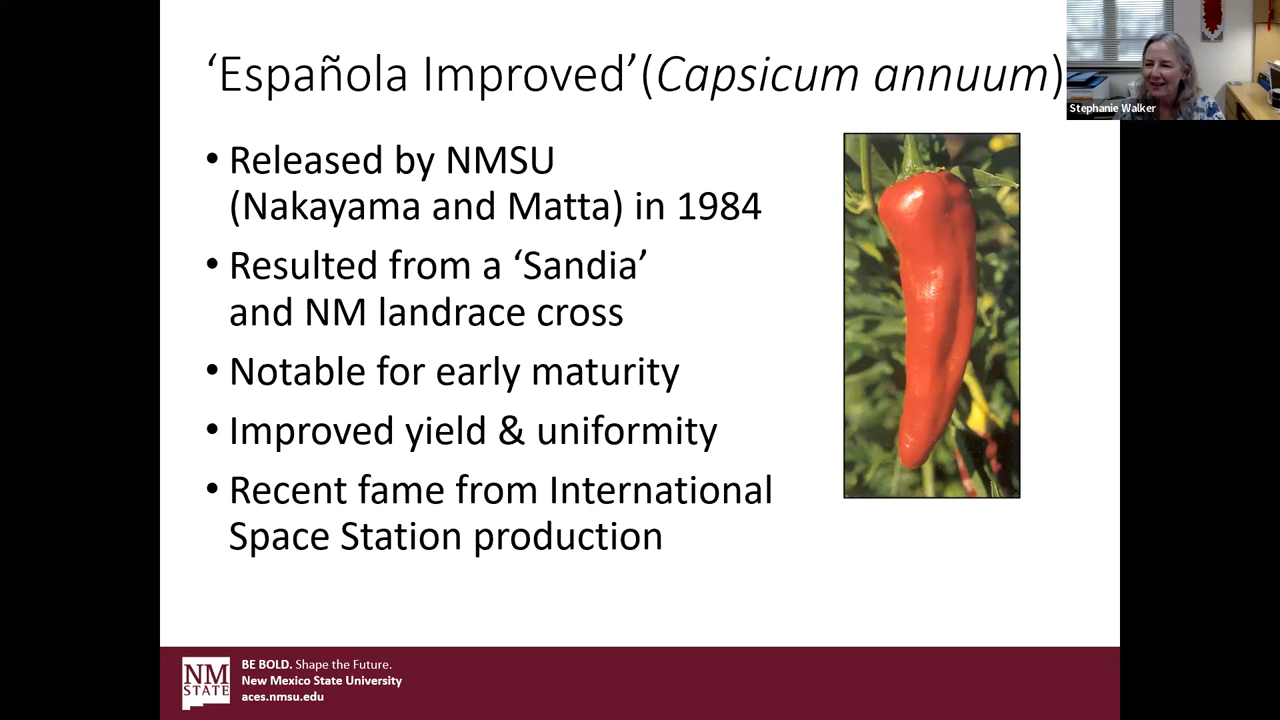 ‘Española Improved’(Capsicum annuum)
Stephanie Walker
• Released by NMSU
(Nakayama and Matta) in 1984
• Resulted from a ‘Sandia’
and NM landrace cross
• Notable for early maturity
• Improved yield & uniformity
• Recent fame from International
Space Station production
NM
STATE
BE BOLD. Shape the Future.
New Mexico State University
aces.nmsu.edu